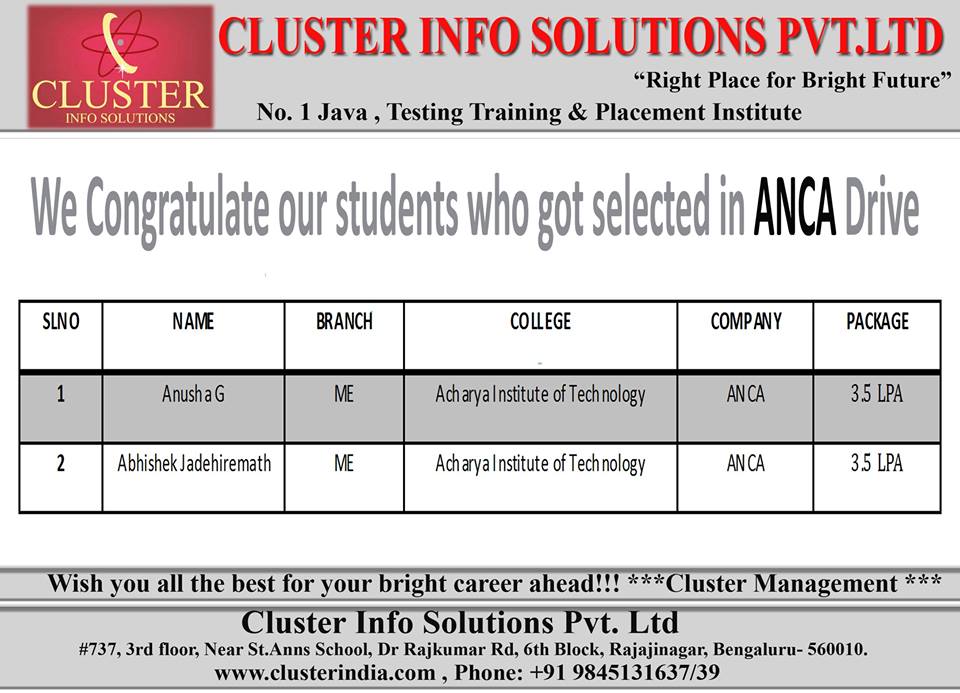 CLUSTER
INFO SOLUTIONS
CLUSTER INFO SOLUTIONS PVT.LTD
“Right Place for Bright Future”
No. 1 Java , Testing Training & Placement Institute
We Congratulate our students who got selected in ANCA Drive
SLNO NAME BRANCH COLLEGE COMPANY PACKAGE
1 Anusha G ME Acharya Institute of Technology ANCA 3.5 LPA
2 Abhishek Jadehiremath ME Acharya Institute of Technology ANCA 3.5 LPA
Wish you all the best for your bright career ahead!!! ***Cluster Management ***
Cluster Info Solutions Pvt. Ltd
#737, 3rd floor, Near St.Anns School, Dr Rajkumar Rd, 6th Block, Rajajinagar, Bengaluru- 560010.
www.clusterindia.com , Phone: +91 9845131637/39